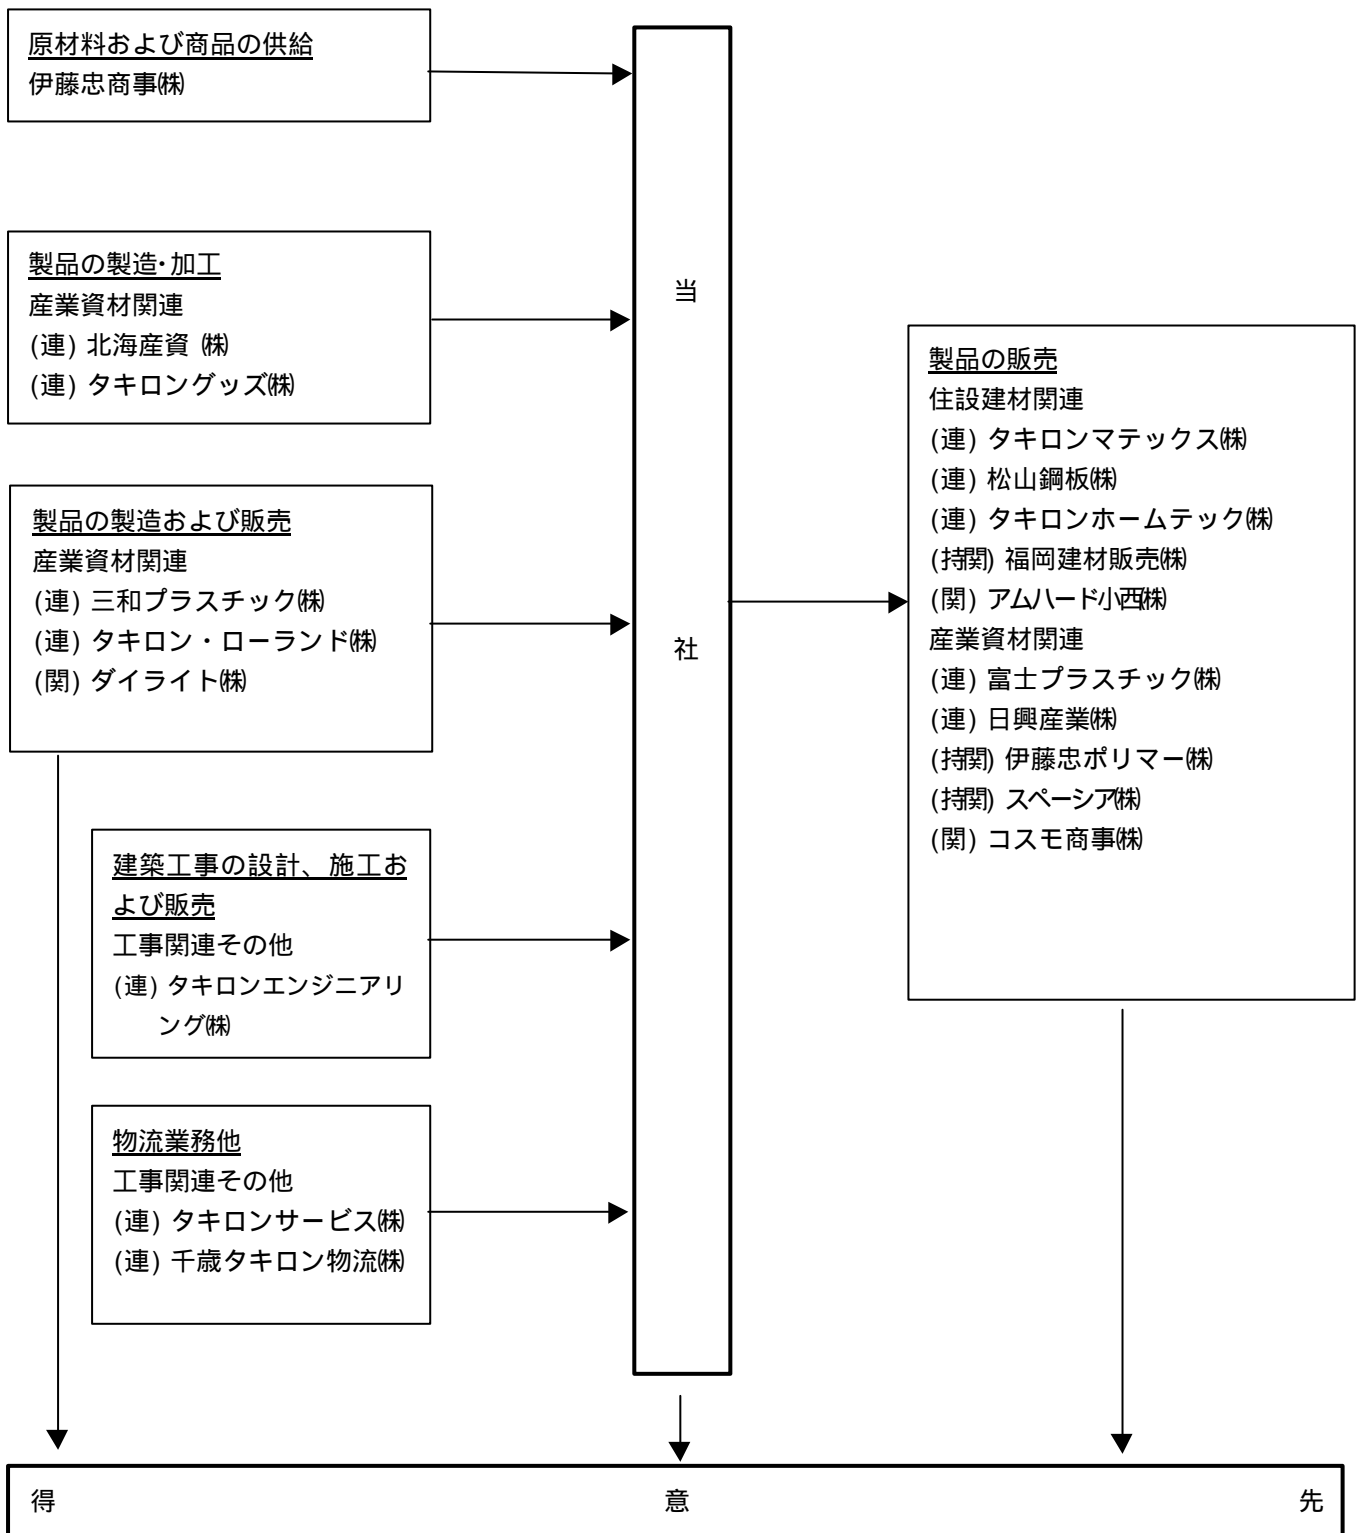 原材料および商品の供給
伊藤忠商事㈱
製品の製造・加工
産業資材関連
(連) 北海産資 ㈱
(連) タキロングッズ㈱
製品の製造および販売
産業資材関連
(連) 三和プラスチック㈱
(連) タキロン・ローランド㈱
(関) ダイライト㈱
建築工事の設計、施工お
よび販売
工事関連その他
(連) タキロンエンジニアリ
ング㈱
物流業務他
工事関連その他
(連) タキロンサービス㈱
(連) 千歳タキロン物流㈱
当
社
製品の販売
住設建材関連
(連) タキロンマテックス㈱
(連) 松山鋼板㈱
(連) タキロンホームテック㈱
(持関) 福岡建材販売㈱
(関) アムハード小西㈱
産業資材関連
(連) 富士プラスチック㈱
(連) 日興産業㈱
(持関) 伊藤忠ポリマー㈱
(持関) スペーシア㈱
(関) コスモ商事㈱
得 意 先